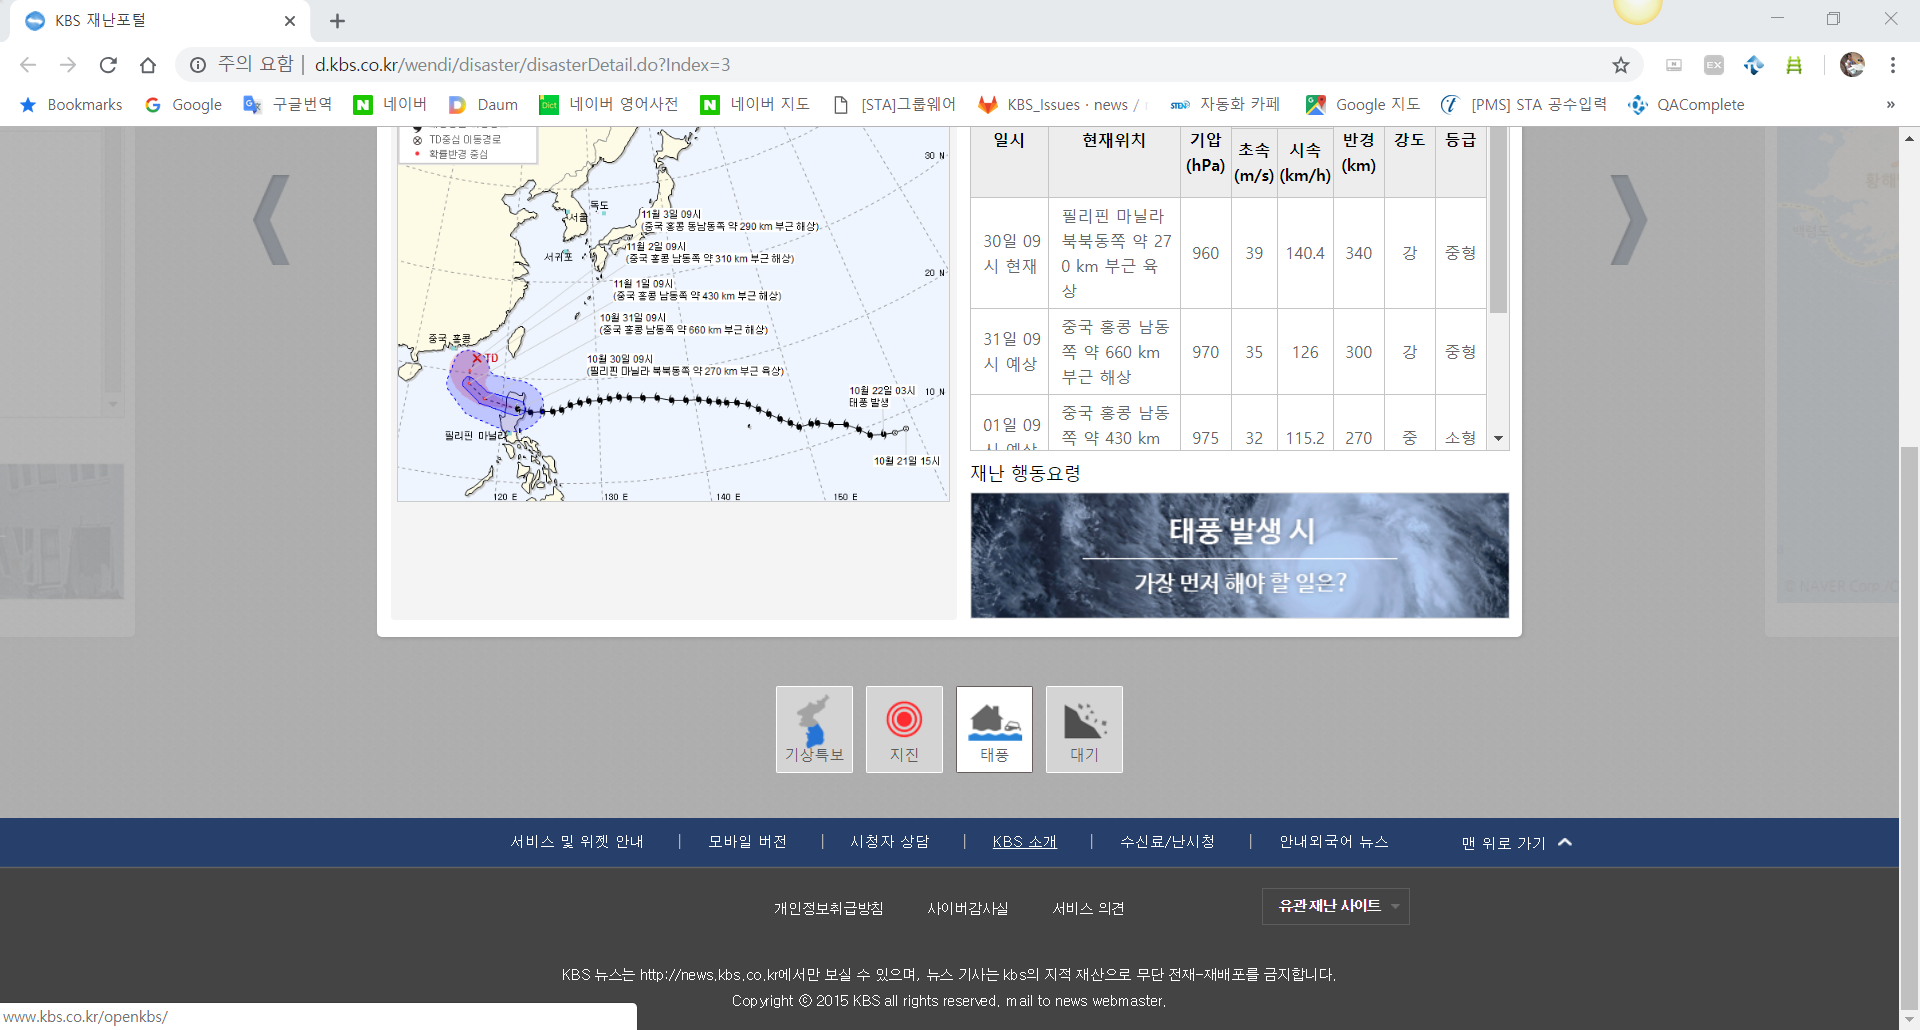 KBS 재난포털
주의 요함 | d.kbs.co.kr/wendi/disaster/disasterDetail.do?Index=3
Bookmarks Google 구글번역 네이버 Daum 네이버 영어사전 네이버 지도 [STA]그룹웨어 KBS_Issues · news / 자동화 카페 Google 지도 [PMS] STA 공수입력 QAComplete »
TD중심 이동경로
확률반경 중심
30 N
독도
서울
11월 3일 09시
(중국 홍콩 동남동쪽 약 290 km 부근 해상)
11월 2일 09시
서귀포
(중국 홍콩 남동쪽 약 310 km 부근 해상)
20 N
11월 1일 09시
(중국 홍콩 남동쪽 약 430 km 부근 해상)
10월 31일 09시
(중국 홍콩 남동쪽 약 660 km 부근 해상)
중국 홍콩
TD
10월 30일 09시
(필리핀 마닐라 북북동쪽 약 270 km 부근 육상)
10월 22일 03시
태풍 발생
10 N
필리핀 마닐라
10월 21일 15시
120 E 130 E 140 E 150 E
일시 현재위치 기압 (hPa) 초속 (m/s) 시속 (km/h) 반경 (km) 강도 등급
30일 09시 현재 필리핀 마닐라 북북동쪽 약 270 km 부근 육상 960 39 140.4 340 강 중형
31일 09시 예상 중국 홍콩 남동쪽 약 660 km 부근 해상 970 35 126 300 강 중형
01일 09시 예상 중국 홍콩 남동쪽 약 430 km 975 32 115.2 270 중 소형
재난 행동요령
태풍 발생 시
가장 먼저 해야 할 일은?
황해
백령도
© NAVER Corp.
기상특보 지진 태풍 대기
서비스 및 위젯 안내 | 모바일 버전 | 시청자 상담 | KBS 소개 | 수신료/난시청 | 안내외국어 뉴스 맨 위로 가기
개인정보취급방침 사이버감사실 서비스 의견 유관 재난 사이트
KBS 뉴스는 http://news.kbs.co.kr에서만 보실 수 있으며, 뉴스 기사는 kbs의 지적 재산으로 무단 전재-재배포를 금지합니다.
Copyright ⓒ 2015 KBS all rights reserved. mail to news webmaster.
www.kbs.co.kr/openkbs/